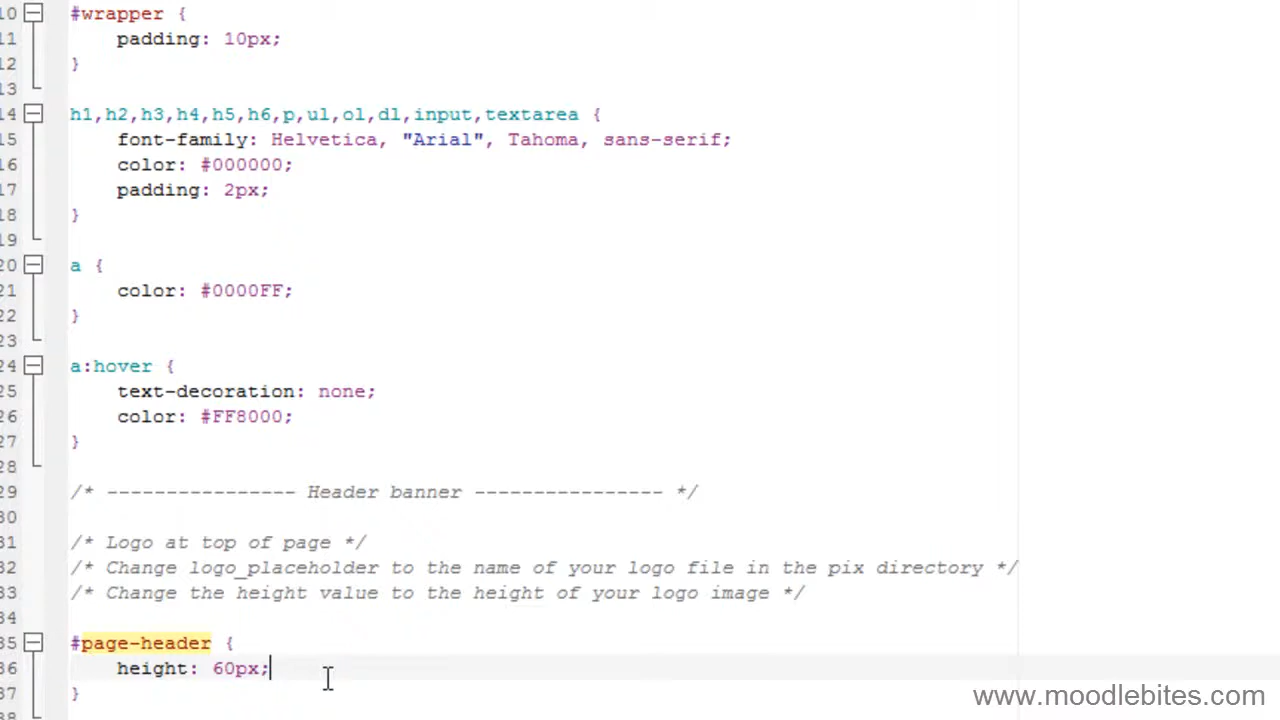 10 #wrapper {
11 padding: 10px;
12 }
13
14 h1,h2,h3,h4,h5,h6,p,ul,ol,dl,input,textarea {
15 font-family: Helvetica, "Arial", Tahoma, sans-serif;
16 color: #000000;
17 padding: 2px;
18 }
19
20 a {
21 color: #0000FF;
22 }
23
24 a:hover {
25 text-decoration: none;
26 color: #FF8000;
27 }
28
29 /* ---------------- Header banner ---------------- */
30
31 /* Logo at top of page */
32 /* Change logo_placeholder to the name of your logo file in the pix directory */
33 /* Change the height value to the height of your logo image */
34
35 #page-header {
36 height: 60px;
37 }
38
www.moodlebites.com